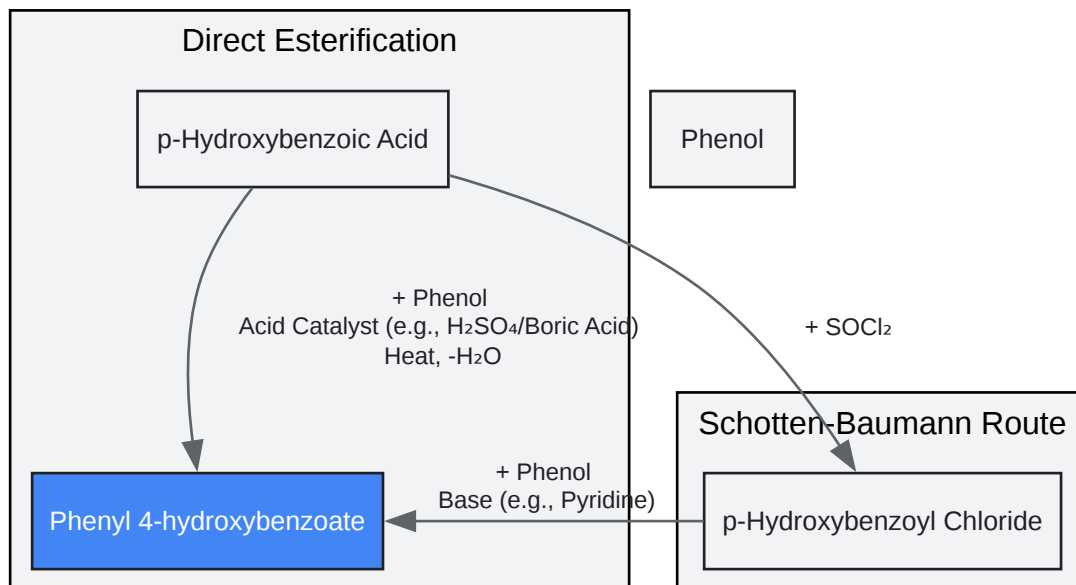 Direct Esterification
p-Hydroxybenzoic Acid
Phenol
+ Phenol
Acid Catalyst (e.g., H₂SO₄/Boric Acid)
Heat, -H₂O
+ SOCl₂
Schotten-Baumann Route
+ Phenol
Base (e.g., Pyridine)
Phenyl 4-hydroxybenzoate
p-Hydroxybenzoyl Chloride